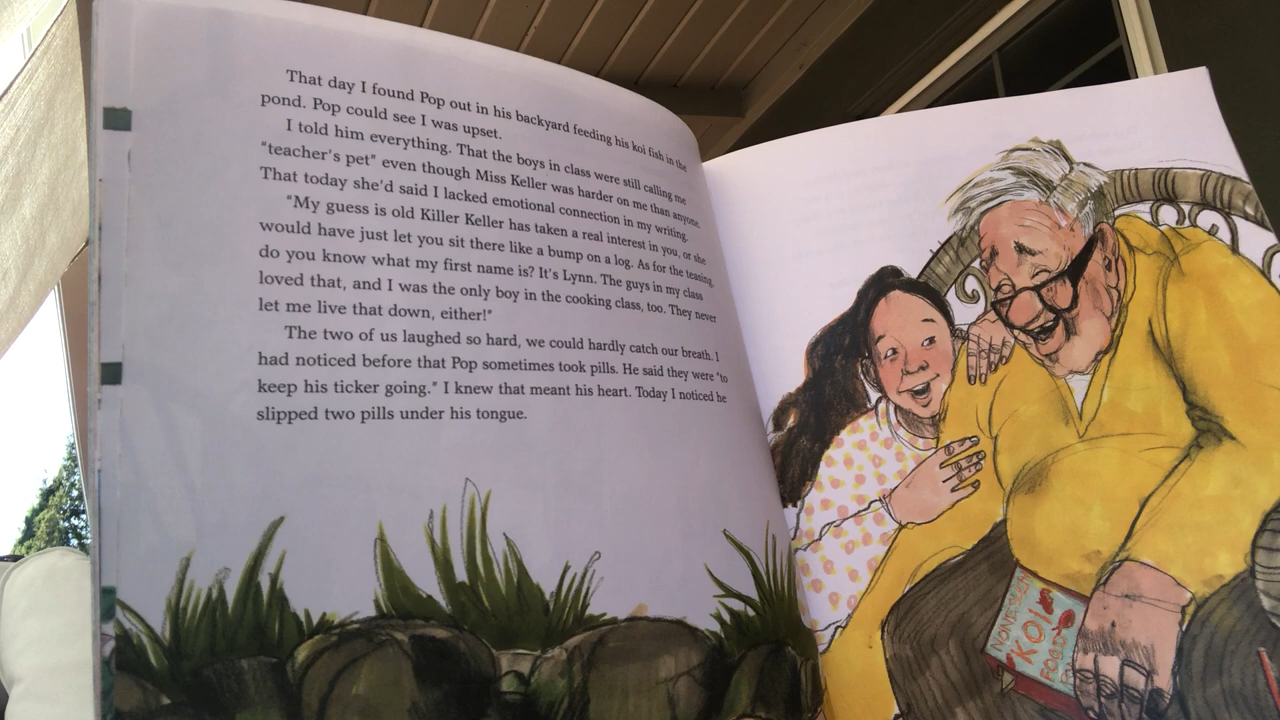 That day I found Pop out in his backyard feeding his koi fish in the
pond. Pop could see I was upset.
I told him everything. That the boys in class were still calling me
"teacher's pet" even though Miss Keller was harder on me than anyone.
That today she'd said I lacked emotional connection in my writing.
"My guess is old Killer Keller has taken a real interest in you, or she
would have just let you sit there like a bump on a log. As for the teasing,
do you know what my first name is? It's Lynn. The guys in my class
loved that, and I was the only boy in the cooking class, too. They never
let me live that down, either!"
The two of us laughed so hard, we could hardly catch our breath. I
had noticed before that Pop sometimes took pills. He said they were "to
keep his ticker going." I knew that meant his heart. Today I noticed he
slipped two pills under his tongue.
KOI
FOOD